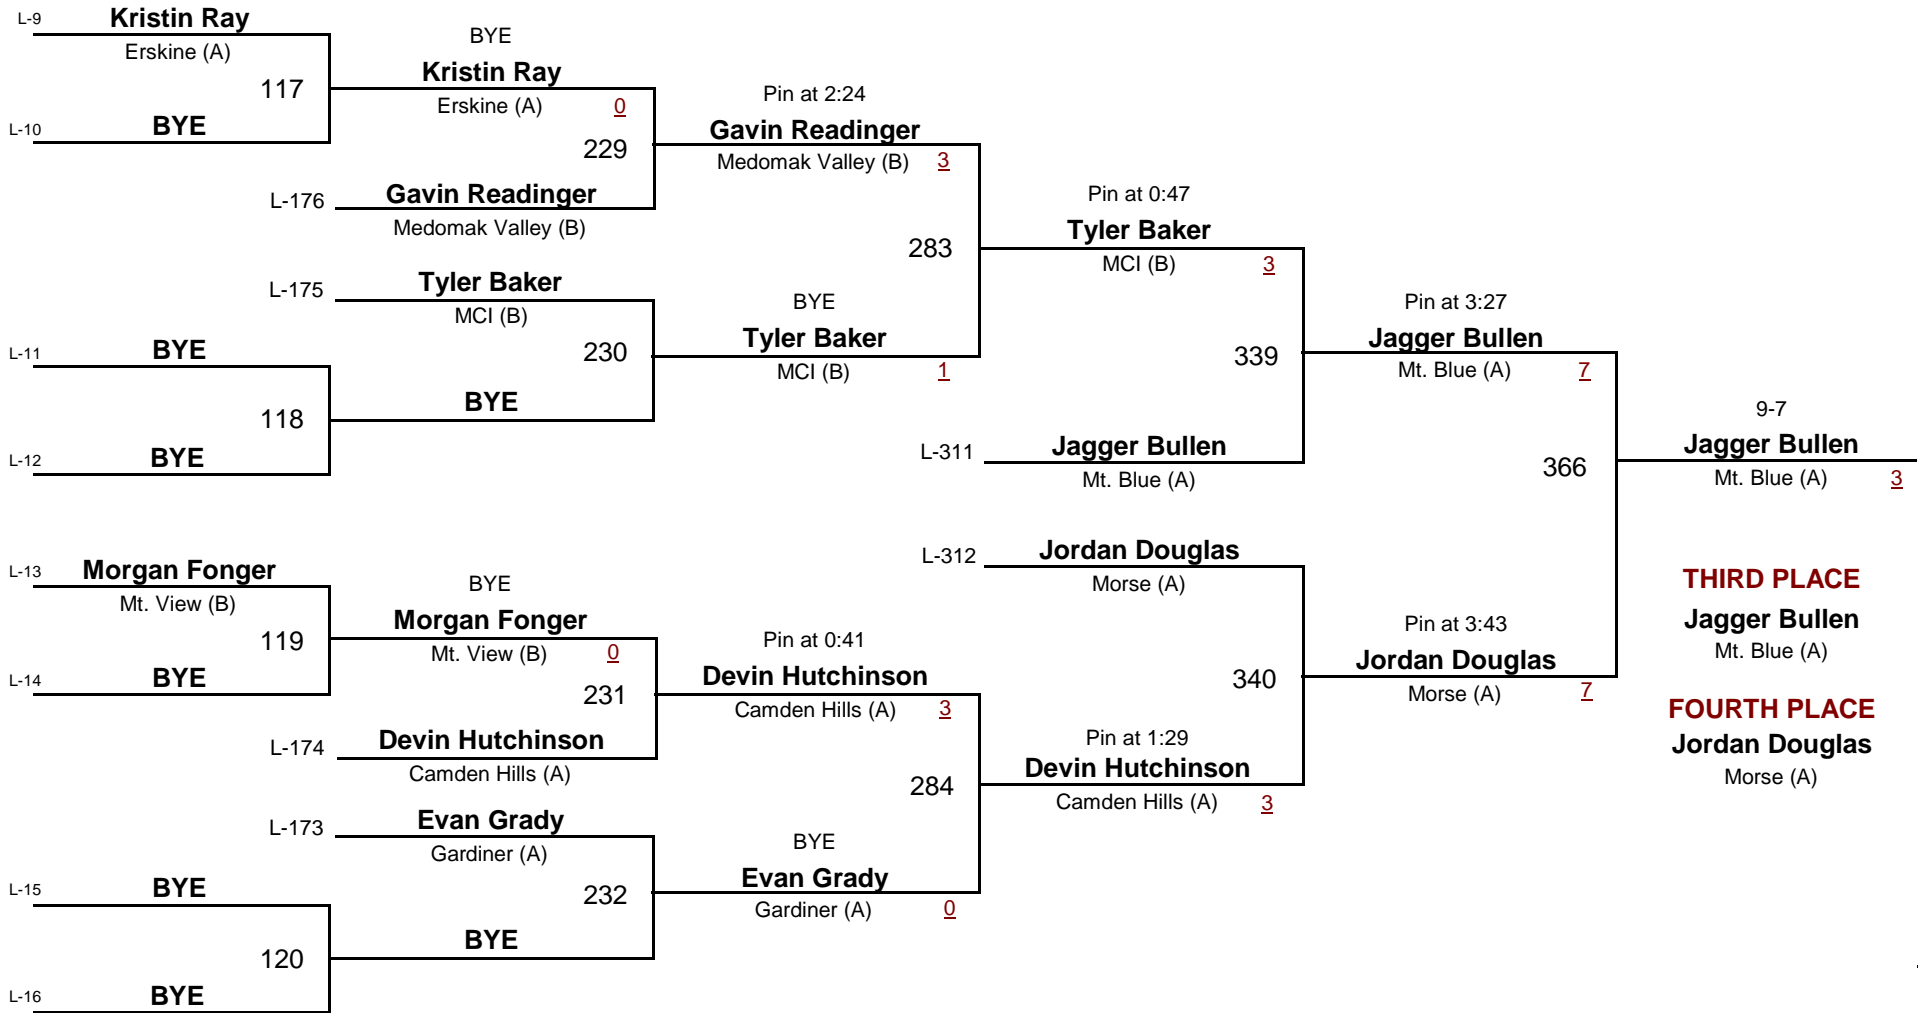 L-9
Kristin Ray
Erskine (A)
117
L-10
BYE
BYE
Kristin Ray
Erskine (A)
0
229
L-176
Gavin Readinger
Medomak Valley (B)
Pin at 2:24
Gavin Readinger
Medomak Valley (B)
3
283
L-175
Tyler Baker
MCI (B)
230
L-11
BYE
118
L-12
BYE
BYE
BYE
Tyler Baker
MCI (B)
1
Pin at 0:47
Tyler Baker
MCI (B)
3
339
L-311
Jagger Bullen
Mt. Blue (A)
Pin at 3:27
Jagger Bullen
Mt. Blue (A)
7
366
9-7
Jagger Bullen
Mt. Blue (A)
3
L-13
Morgan Fonger
Mt. View (B)
119
L-14
BYE
BYE
Morgan Fonger
Mt. View (B)
0
231
L-174
Devin Hutchinson
Camden Hills (A)
Pin at 0:41
Devin Hutchinson
Camden Hills (A)
3
284
L-173
Evan Grady
Gardiner (A)
232
L-15
BYE
120
L-16
BYE
BYE
BYE
Evan Grady
Gardiner (A)
0
L-312
Jordan Douglas
Morse (A)
340
Pin at 1:29
Devin Hutchinson
Camden Hills (A)
3
Pin at 3:43
Jordan Douglas
Morse (A)
7
THIRD PLACE
Jagger Bullen
Mt. Blue (A)
FOURTH PLACE
Jordan Douglas
Morse (A)